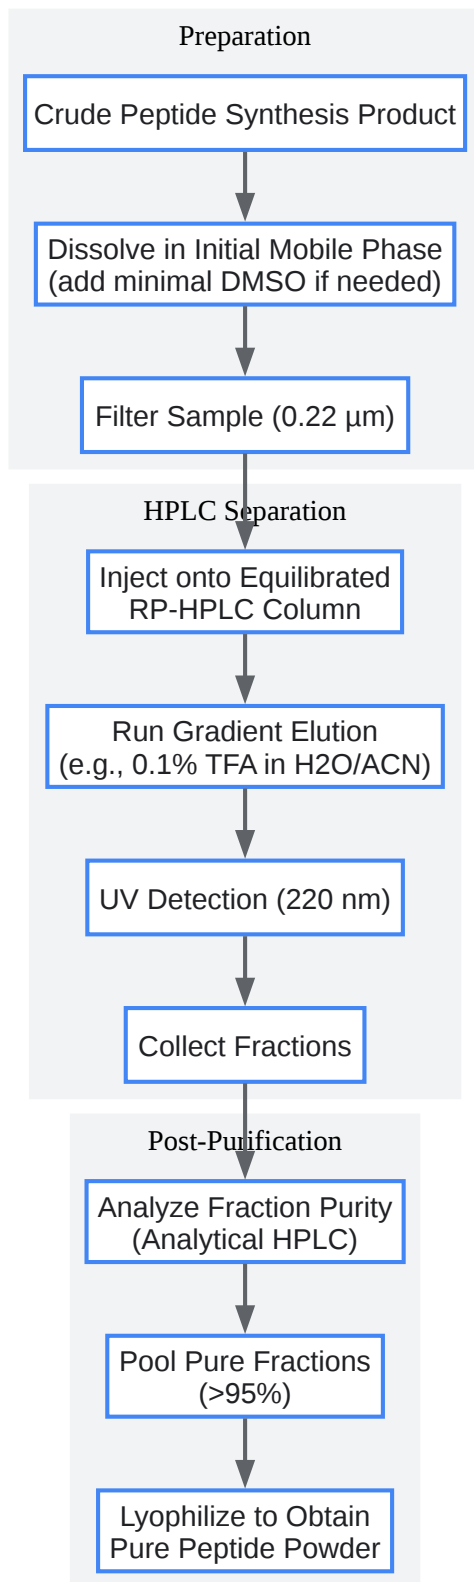 Preparation
Crude Peptide Synthesis Product
Dissolve in Initial Mobile Phase
(add minimal DMSO if needed)
Filter Sample (0.22 µm)
HPLC Separation
Inject onto Equilibrated
RP-HPLC Column
Run Gradient Elution
(e.g., 0.1% TFA in H2O/ACN)
UV Detection (220 nm)
Collect Fractions
Post-Purification
Analyze Fraction Purity
(Analytical HPLC)
Pool Pure Fractions
(>95%)
Lyophilize to Obtain
Pure Peptide Powder